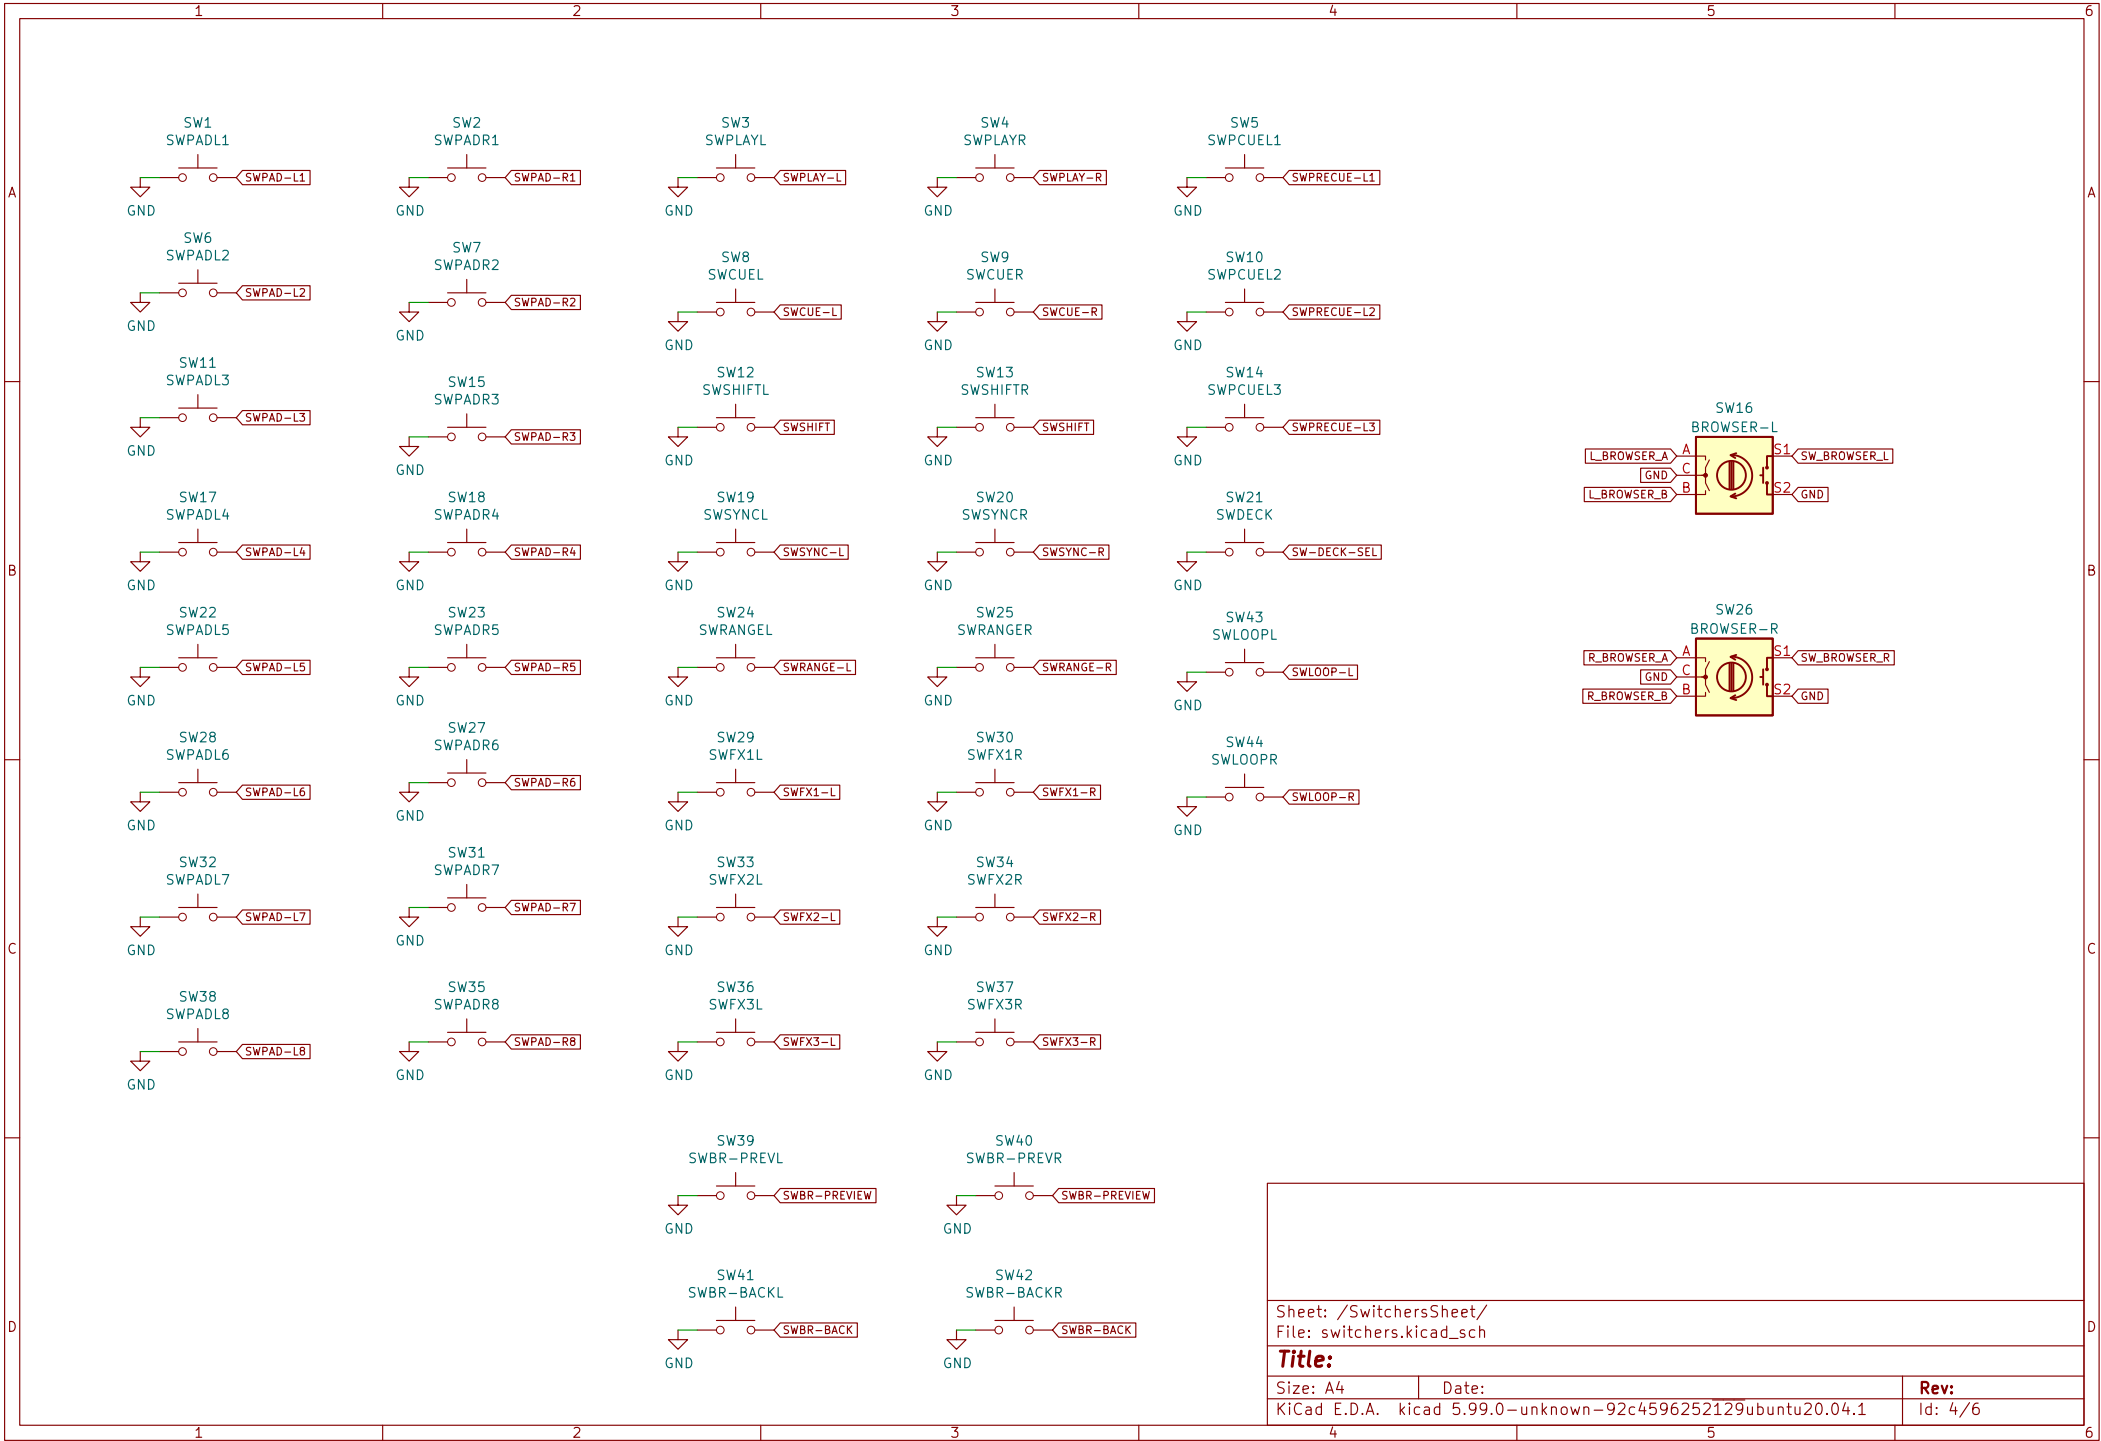 1 2 3 4 5 6
A A
SW1 SW2 SW3 SW4 SW5
SWPADL1 SWPADR1 SWPLAYL SWPLAYR SWPCUEL1
SWPAD-L1 SWPAD-R1 SWPLAY-L SWPLAY-R SWPRECUE-L1
GND GND GND GND GND
SW6 SW7 SW8 SW9 SW10
SWPADL2 SWPADR2 SWCUEL SWCUER SWPCUEL2
SWPAD-L2 SWPAD-R2 SWCUE-L SWCUE-R SWPRECUE-L2
GND GND GND GND GND
SW11 SW15 SW12 SW13 SW14
SWPADL3 SWPADR3 SWSHIFTL SWSHIFTR SWPCUEL3
SWPAD-L3 SWPAD-R3 SWSHIFT SWSHIFT SWPRECUE-L3
GND GND GND GND GND
SW16
BROWSER-L
L_BROWSER_A A S1 SW_BROWSER_L
GND C
L_BROWSER_B B S2 GND
SW17 SW18 SW19 SW20 SW21
SWPADL4 SWPADR4 SWSYNCL SWSYNCR SWDECK
SWPAD-L4 SWPAD-R4 SWSYNC-L SWSYNC-R SW-DECK-SEL
GND GND GND GND GND
B B
SW22 SW23 SW24 SW25 SW43
SWPADL5 SWPADR5 SWRANGEL SWRANGER SWLOOPL
SWPAD-L5 SWPAD-R5 SWRANGE-L SWRANGE-R SWLOOP-L
GND GND GND GND GND
SW26
BROWSER-R
R_BROWSER_A A S1 SW_BROWSER_R
GND C
R_BROWSER_B B S2 GND
SW28 SW27 SW29 SW30 SW44
SWPADL6 SWPADR6 SWFX1L SWFX1R SWLOOPR
SWPAD-L6 SWPAD-R6 SWFX1-L SWFX1-R SWLOOP-R
GND GND GND GND GND
SW32 SW31 SW33 SW34
SWPADL7 SWPADR7 SWFX2L SWFX2R
SWPAD-L7 SWPAD-R7 SWFX2-L SWFX2-R
GND GND GND GND
C C
SW38 SW35 SW36 SW37
SWPADL8 SWPADR8 SWFX3L SWFX3R
SWPAD-L8 SWPAD-R8 SWFX3-L SWFX3-R
GND GND GND GND
SW39 SW40
SWBR-PREVL SWBR-PREVR
SWBR-PREVIEW SWBR-PREVIEW
GND GND
SW41 SW42
SWBR-BACKL SWBR-BACKR
SWBR-BACK SWBR-BACK
GND GND
D D
Sheet: /SwitchersSheet/
File: switchers.kicad_sch
Title:
Size: A4 Date: Rev:
KiCad E.D.A. kicad 5.99.0-unknown-92c4596252129ubuntu20.04.1 Id: 4/6
1 2 3 4 5 6